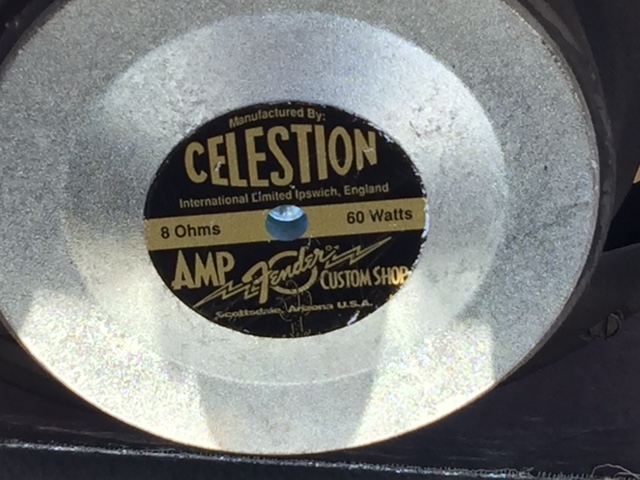 Manufactured By:
CELESTION
International Limited Ipswich, England
8 Ohms 60 Watts
AMP Fender CUSTOM SHOP
Scottsdale, Arizona U.S.A.